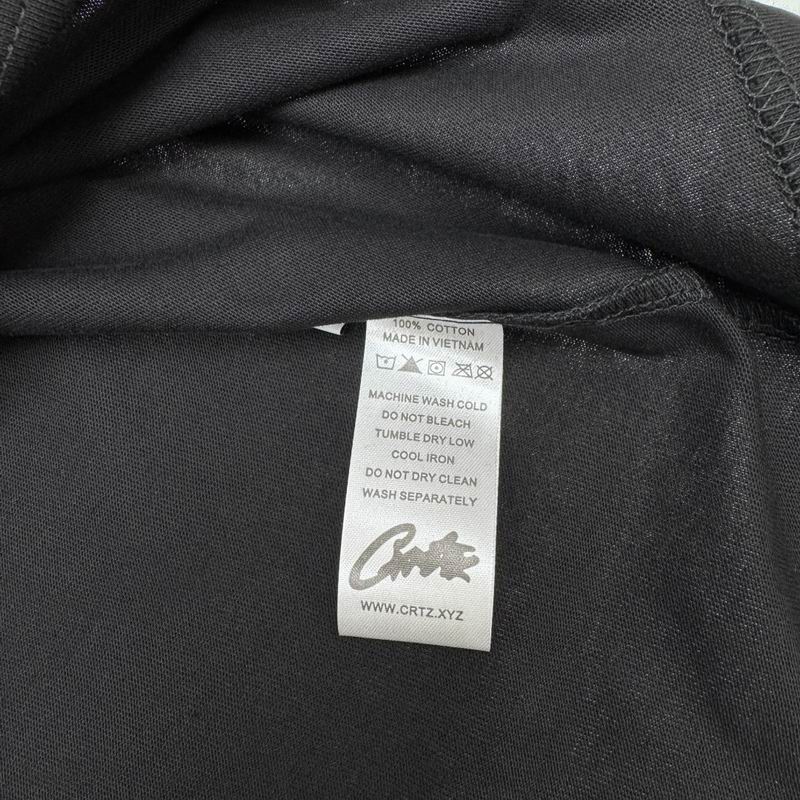 100% COTTON
MADE IN VIETNAM
MACHINE WASH COLD
DO NOT BLEACH
TUMBLE DRY LOW
COOL IRON
DO NOT DRY CLEAN
WASH SEPARATELY
Crtz
WWW.CRTZ.XYZ